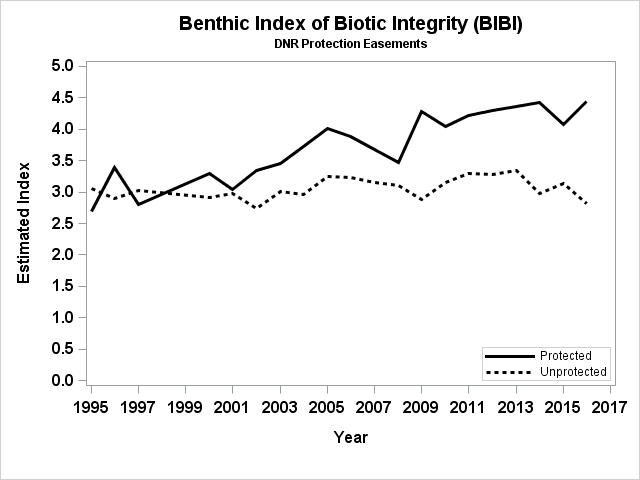 Benthic Index of Biotic Integrity (BIBI)
DNR Protection Easements
Estimated Index
5.0
4.5
4.0
3.5
3.0
2.5
2.0
1.5
1.0
0.5
0.0
Protected
Unprotected
1995 1997 1999 2001 2003 2005 2007 2009 2011 2013 2015 2017
Year